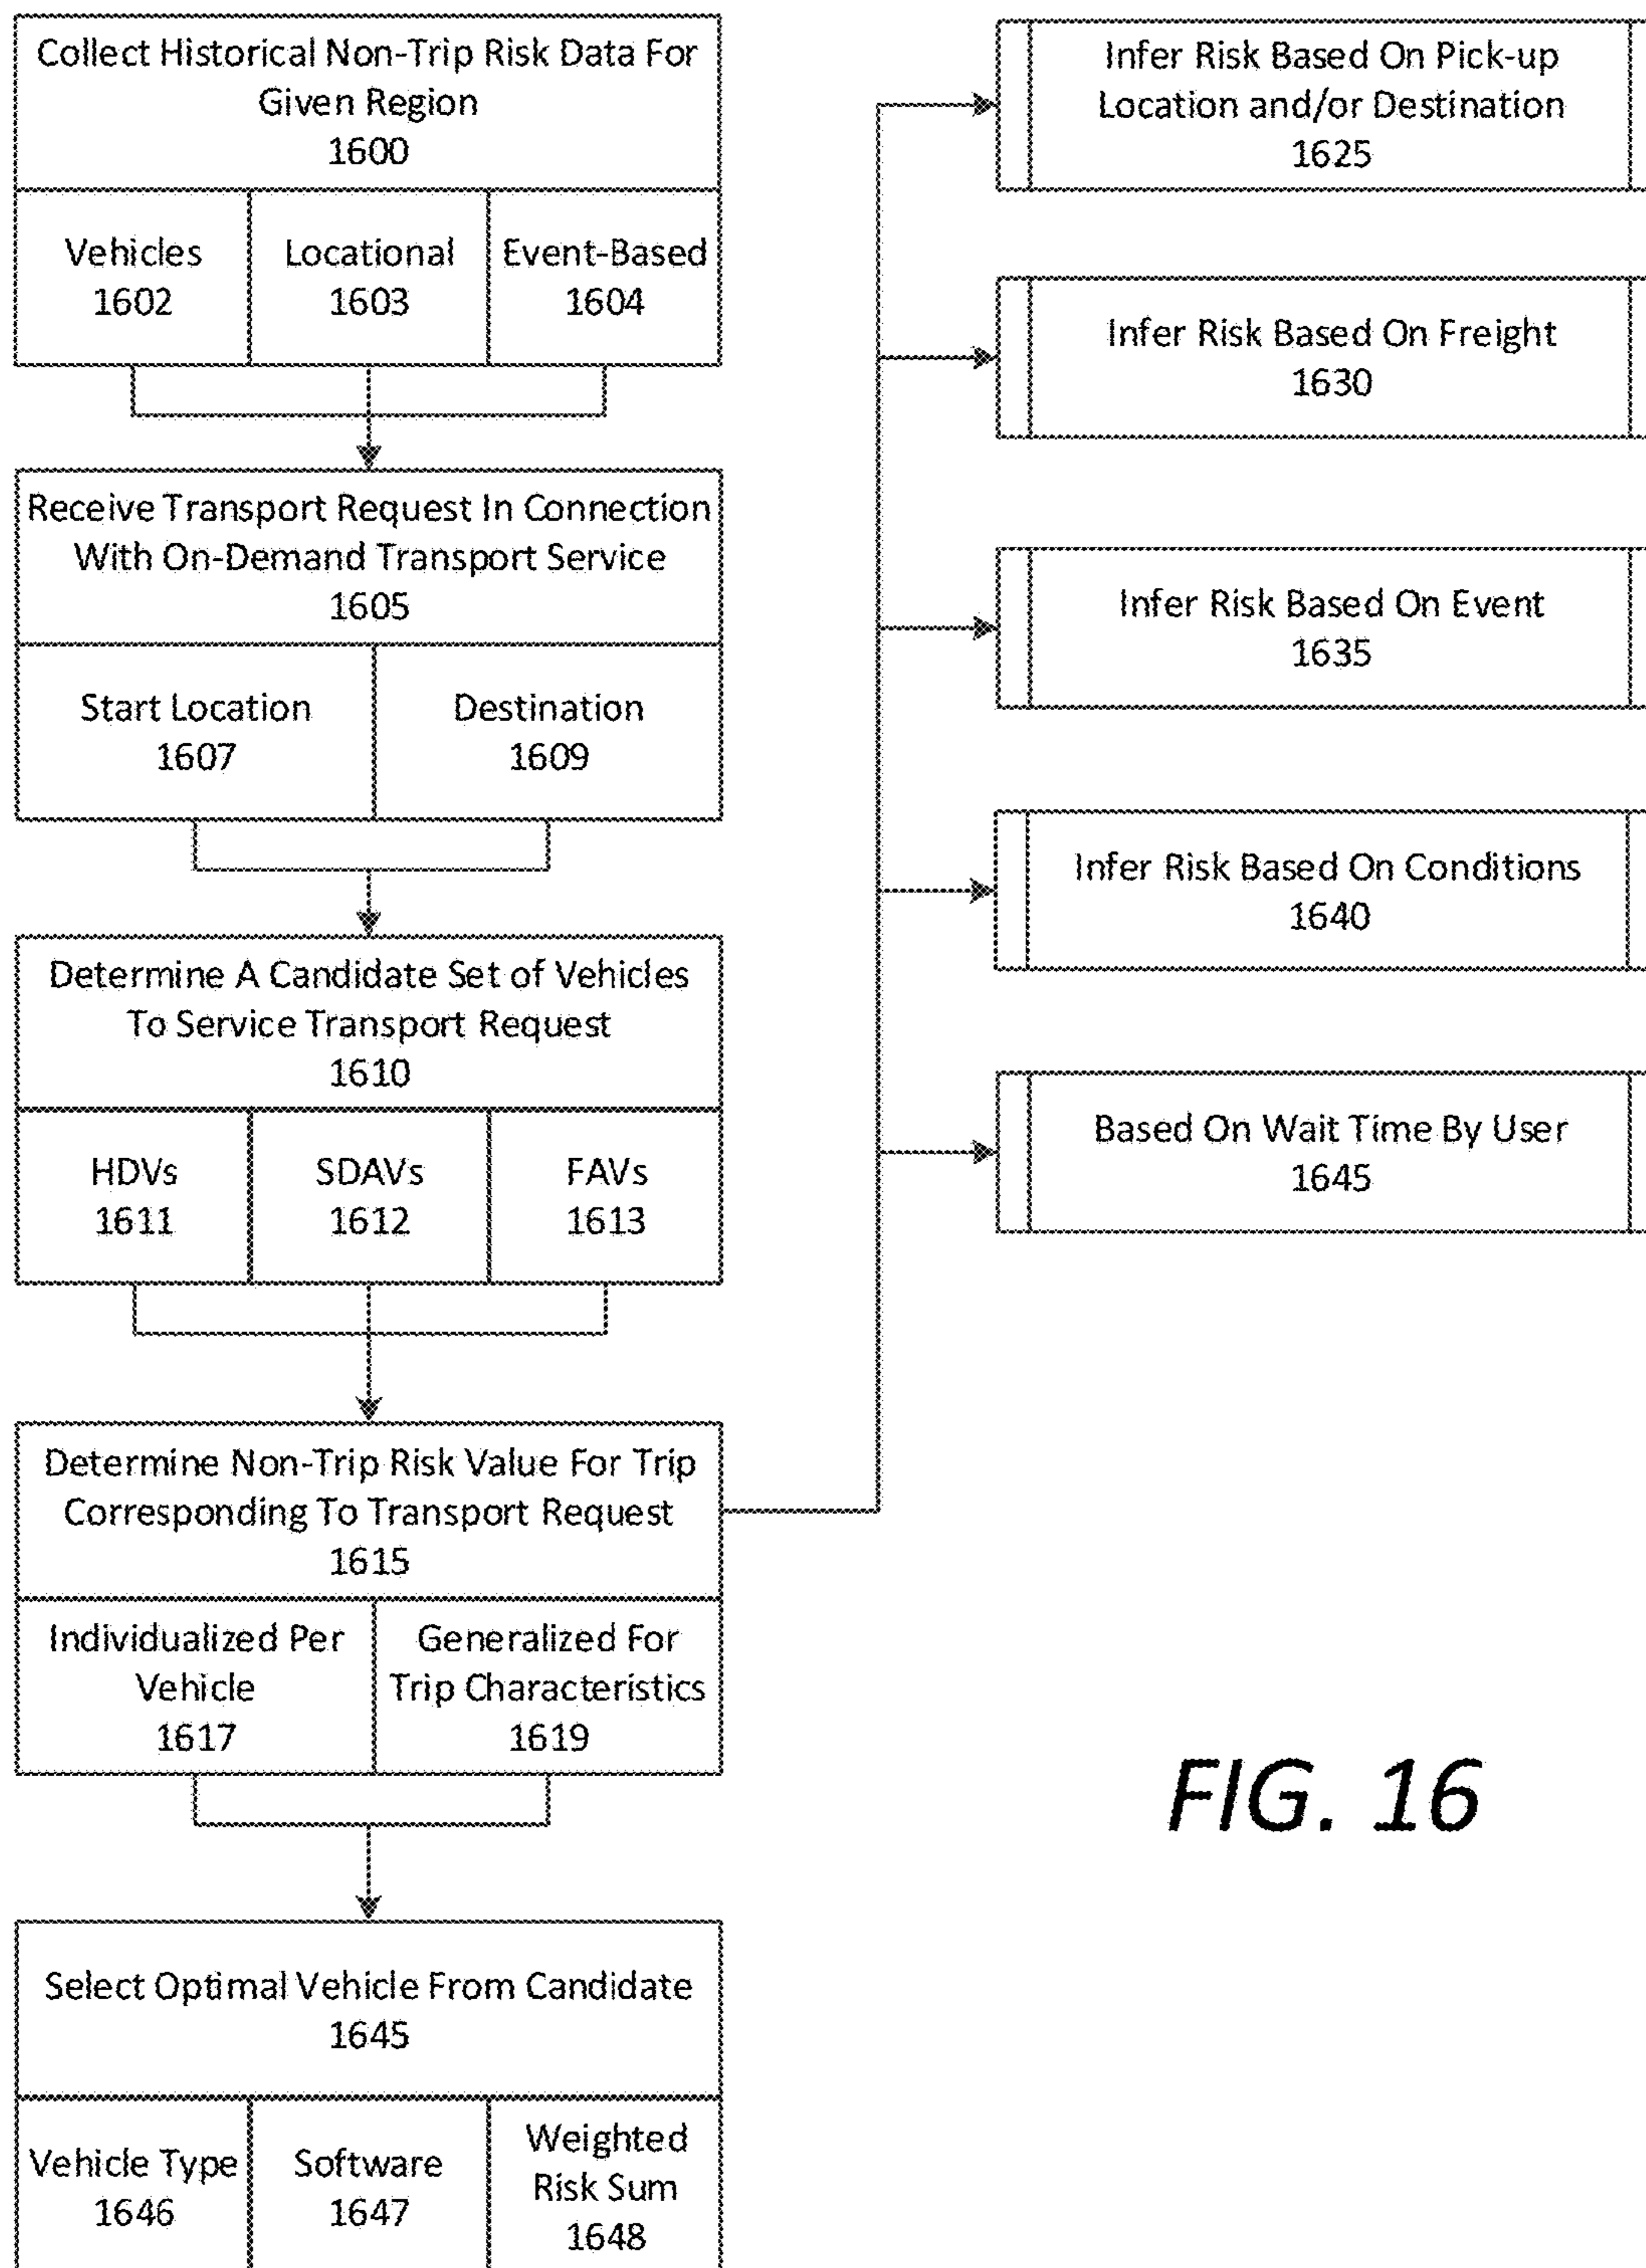 Collect Historical Non-Trip Risk Data For
Given Region
1600
Vehicles
1602
Locational
1603
Event-Based
1604
Receive Transport Request In Connection
With On-Demand Transport Service
1605
Start Location
1607
Destination
1609
Determine A Candidate Set of Vehicles
To Service Transport Request
1610
HDVs
1611
SDAVs
1612
FAVs
1613
Determine Non-Trip Risk Value For Trip
Corresponding To Transport Request
1615
Individualized Per
Vehicle
1617
Generalized For
Trip Characteristics
1619
Select Optimal Vehicle From Candidate
1645
Vehicle Type
1646
Software
1647
Weighted
Risk Sum
1648
Infer Risk Based On Pick-up
Location and/or Destination
1625
Infer Risk Based On Freight
1630
Infer Risk Based On Event
1635
Infer Risk Based On Conditions
1640
Based On Wait Time By User
1645
FIG. 16